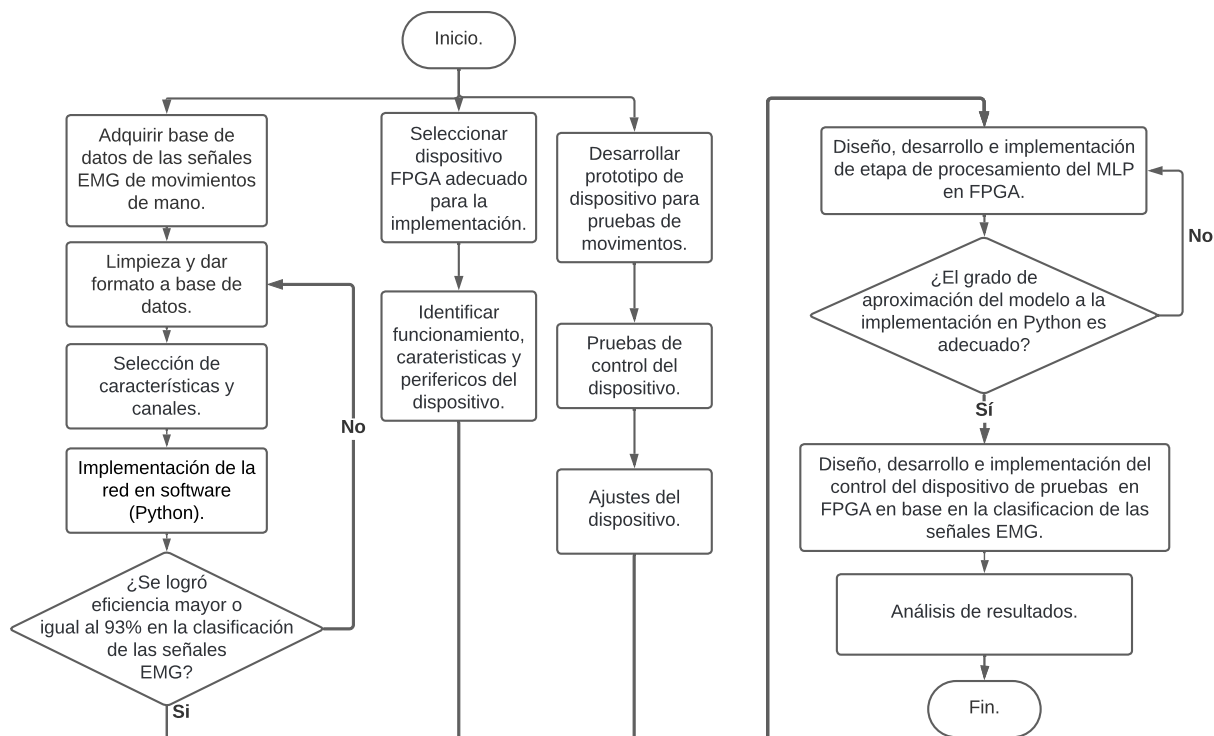 Inicio.
Adquirir base de
datos de las señales
EMG de movimientos
de mano.
Limpieza y dar
formato a base de
datos.
Selección de
características y
canales.
Implementación de la
red en software
(Python).
¿Se logró
eficiencia mayor o
igual al 93% en la clasificación
de las señales
EMG?
No
Si
Seleccionar
dispositivo
FPGA adecuado
para la
implementación.
Identificar
funcionamiento,
carateristicas y
perifericos del
dispositivo.
Desarrollar
prototipo de
dispositivo para
pruebas de
movimientos.
Pruebas de
control del
dispositivo.
Ajustes del
dispositivo.
Diseño, desarrollo e implementación
de etapa de procesamiento del MLP
en FPGA.
No
¿El grado de
aproximación del modelo a la
implementación en Python es
adecuado?
Sí
Diseño, desarrollo e implementación del
control del dispositivo de pruebas en
FPGA en base en la clasificacion de las
señales EMG.
Análisis de resultados.
Fin.